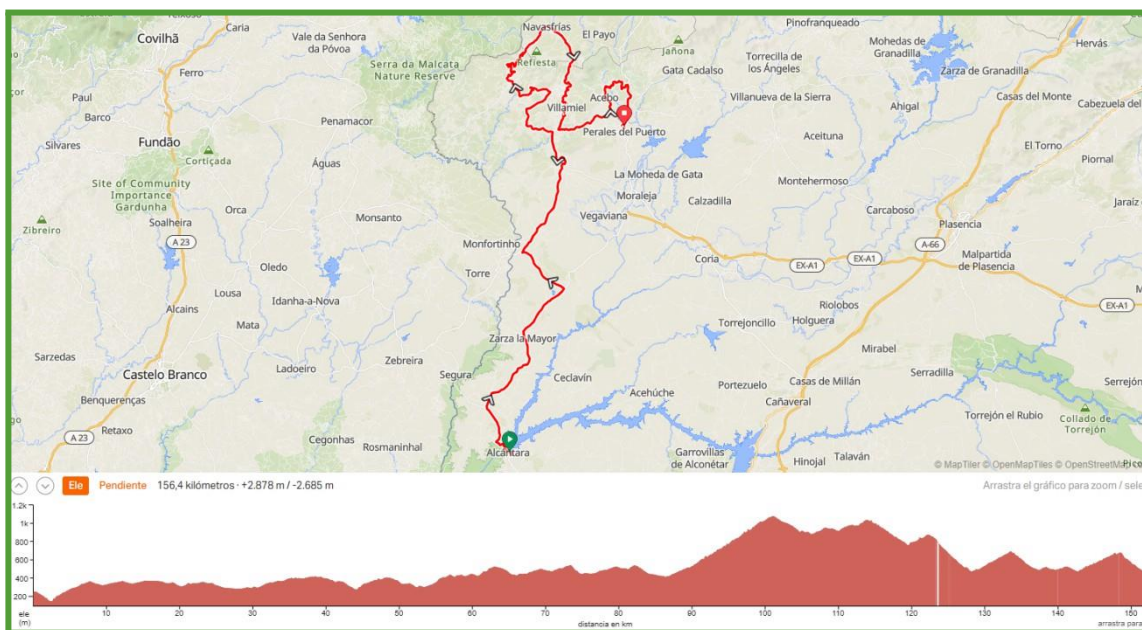 Teixoso
Covilhã
Caria
Vale da Senhora
da Póvoa
Navasfrías
El Payo
Pinofranqueado
Mohedas de
Granadilla
Hervás
Refiesta
Jañona
Torrecilla de
los Ángeles
Serra da Malcata
Nature Reserve
Gata Cadalso
Zarza de Granadilla
Ferro
Paul
Acebo
Villanueva de la Sierra
Ahigal
Casas del Monte
Cabezuela del
Barco
Penamacor
Villamiel
Silvares
Fundão
Perales del Puerto
Aceituna
El Torno
Cortiçada
Águas
La Moheda de Gata
Montehermoso
Piornal
Site of Community
Importance
Gardunha
Moraleja
Calzadilla
Jaraíz de
Orca
Monsanto
Vegaviana
Carcaboso
Zibreiro
Soalheira
Plasencia
A 23
Monfortinho
A-66
Malpartida
de Plasencia
Oledo
Torre
Coria
EX-A1
EX-A1
Lousa
Idanha-a-Nova
Riolobos
EX-A1
Alcains
Holguera
Mata
Torrejoncillo
Zarza la Mayor
Sarzedas
Zebreira
Mirabel
Castelo Branco
Ladoeiro
Segura
Ceclavín
Portezuelo
Casas de Millán
Serradilla
Serrejón
Benquerenças
Acehúche
Cañaveral
Retaxo
Torrejón el Rubio
Collado de
Torrejón
A 23
Cegonhas
Rosmaninhal
Alcántara
Garrovillas
de Alconétar
Hinojal
Talaván
© MapTiler © OpenMapTiles © OpenStreetMap
Ele Pendiente 156,4 kilómetros · +2.878 m / -2.685 m
Arrastra el gráfico para zoom / sele
1.2k
1k
800
600
400
200
ele
(m)
10 20 30 40 50 60 70 80 90 100 110 120 130 140 150
distancia en km
arrastra para